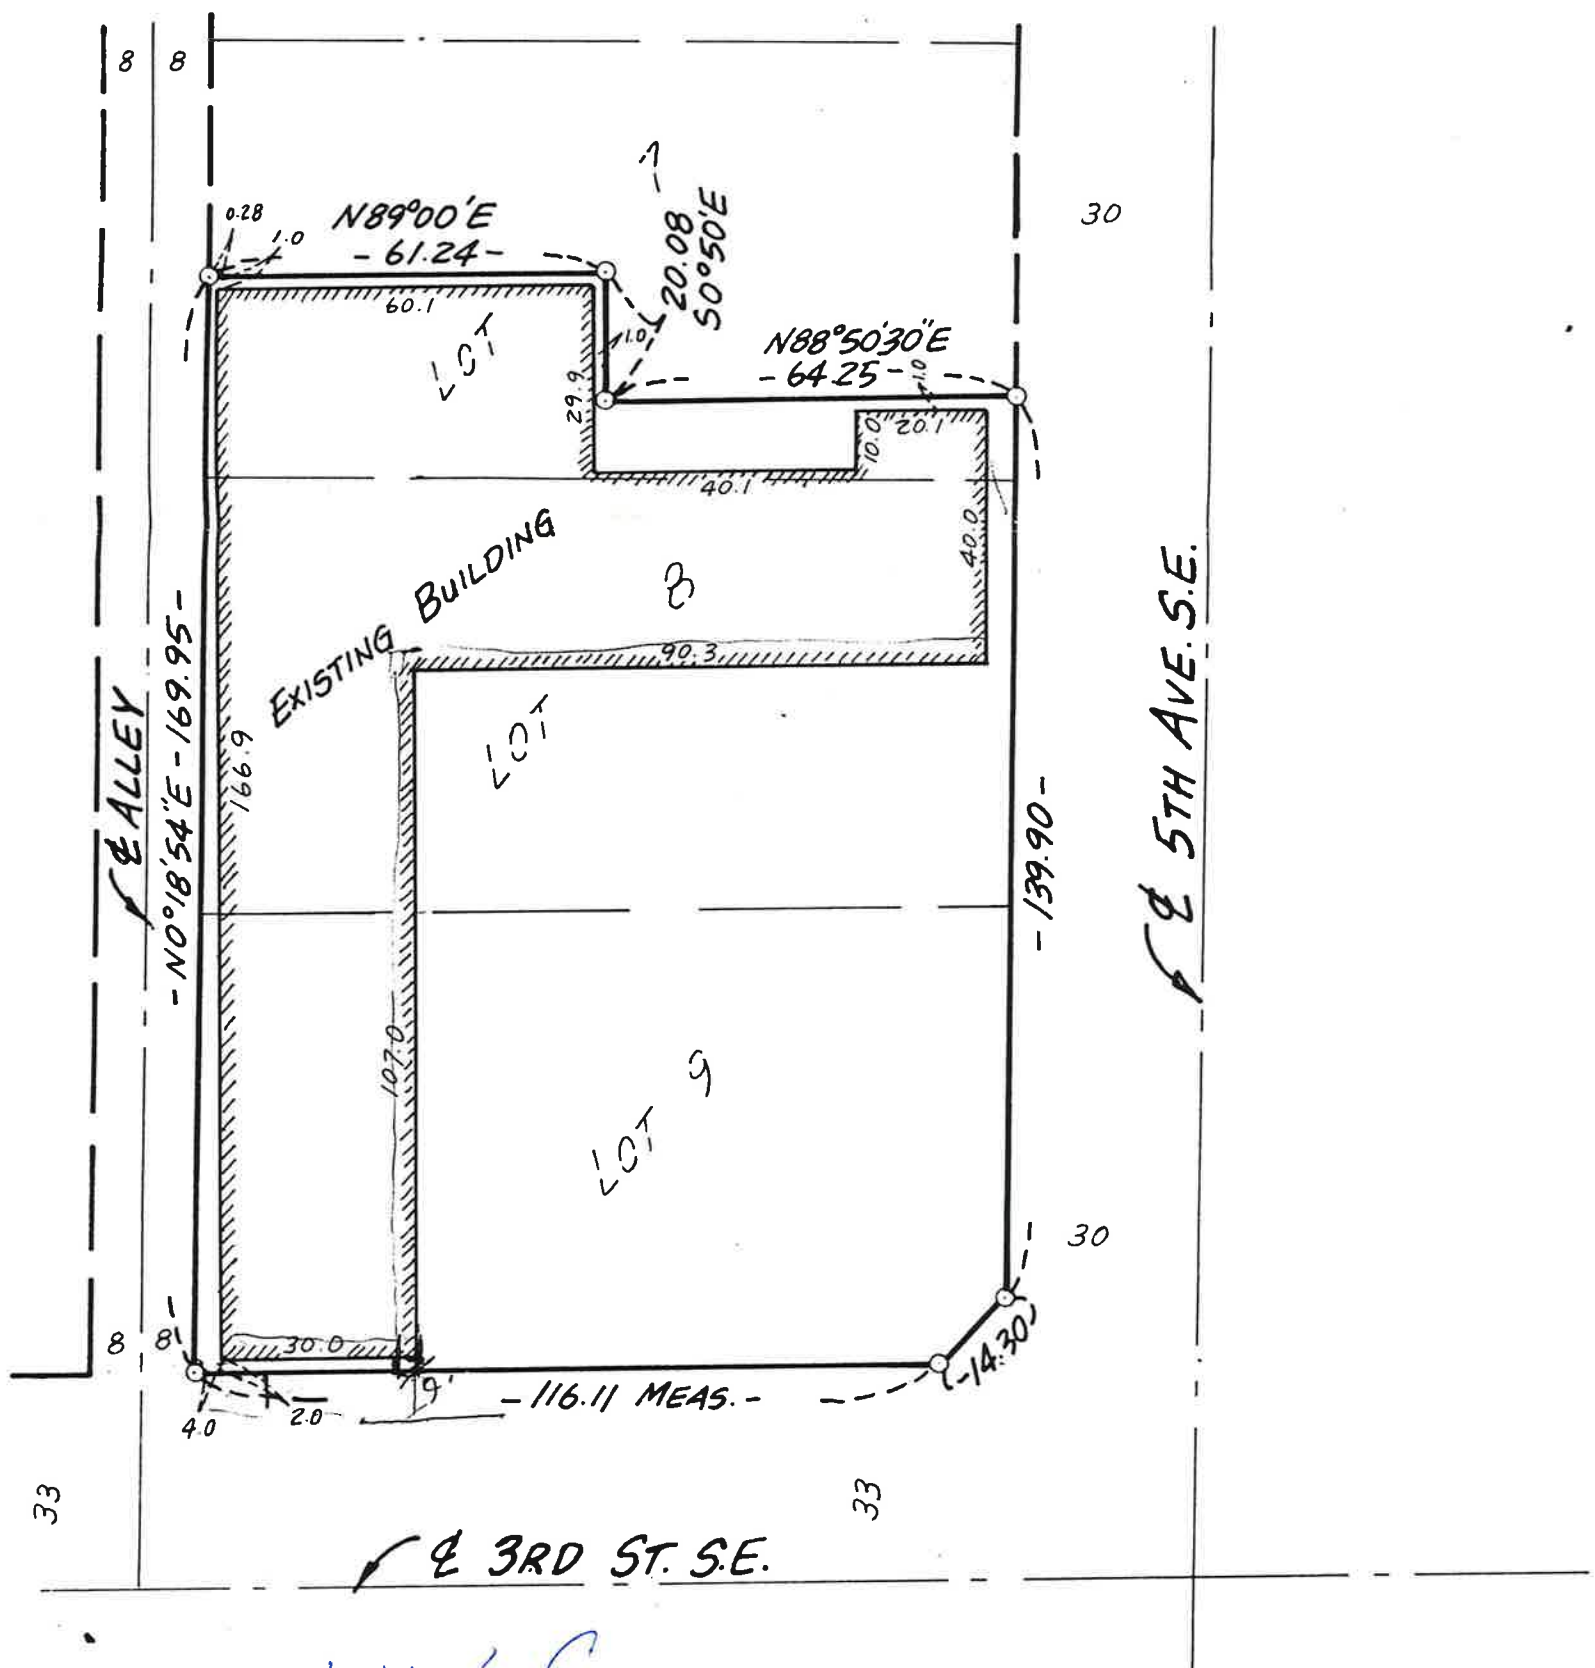 8 8
30
0.28
1.0
N89°00'E
- 61.24 -
7
20.08
S0°50'E
60.1
LOT
1.0
29.9
N88°50'30"E
- 64.25 -
1.0
10.0
20.1
40.1
40.0
EXISTING BUILDING
8
90.3
LOT
166.9
℄ ALLEY
- N0°18'54"E - 169.95 -
℄ 5TH AVE. S.E.
- 139.90 -
107.0
9
LOT
30
8 8
30.0
4.0
2.0
9'
- 116.11 MEAS. -
-14.30
33
33
℄ 3RD ST. S.E.